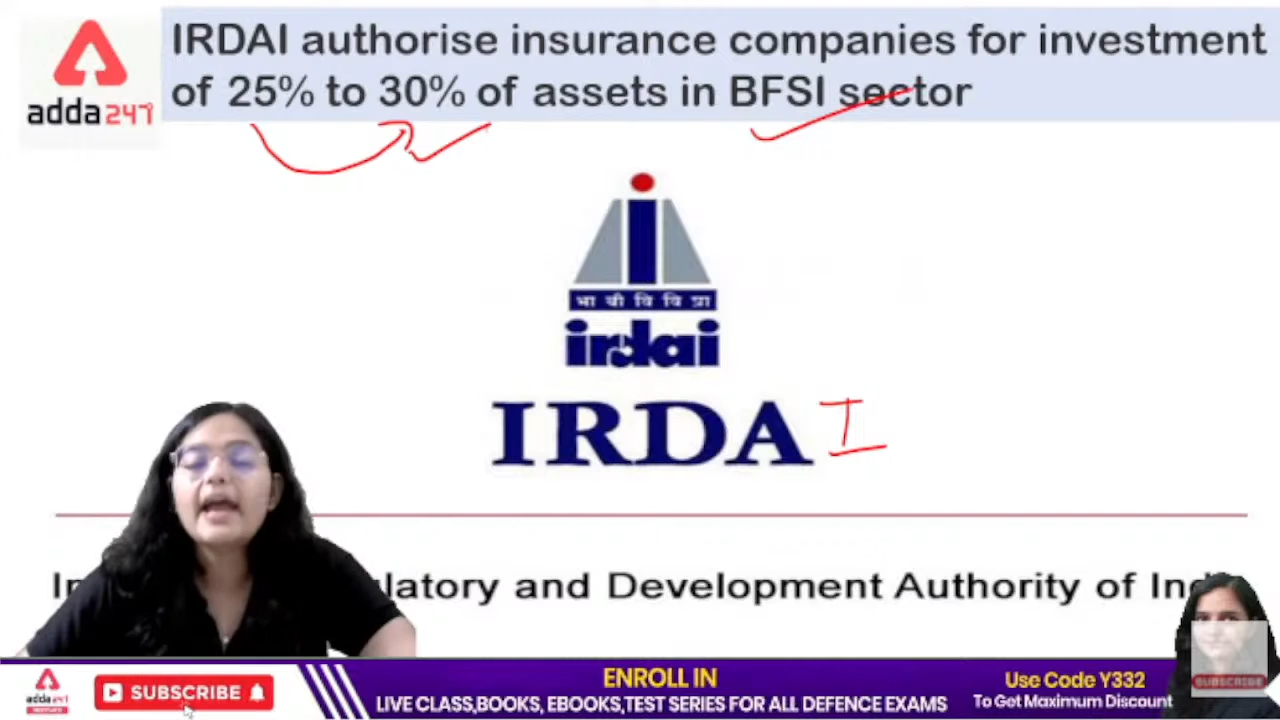 IRDAI authorise insurance companies for investment
of 25% to 30% of assets in BFSI sector
adda247
भा बी वि वि प्रा
irdai
IRDA I
and Development Authority of
adda247
SUBSCRIBE
ENROLL IN
LIVE CLASS,BOOKS, EBOOKS,TEST SERIES FOR ALL DEFENCE EXAMS
Use Code Y332
To Get Maximum Discount
SUBSCRIBE